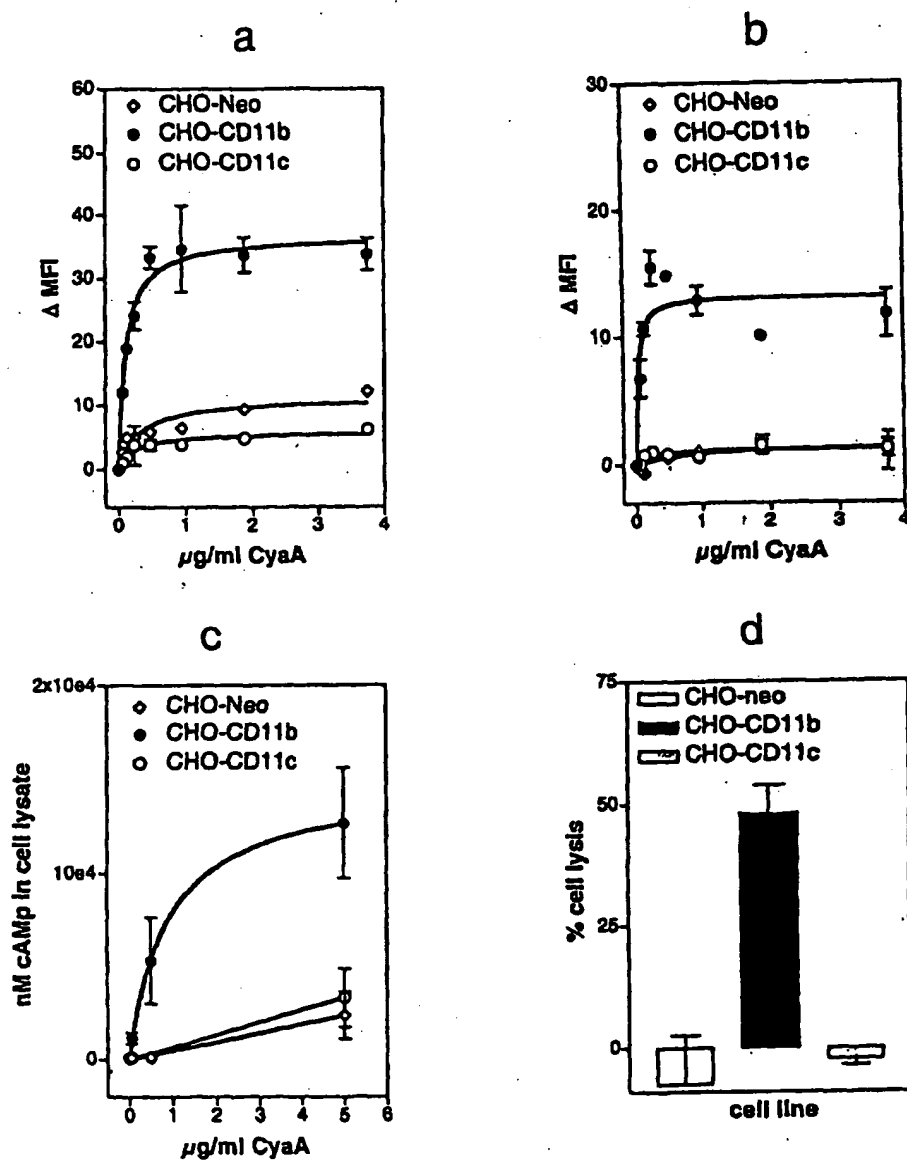 a
60
50
40
30
20
10
0
Δ MFI
CHO-Neo
CHO-CD11b
CHO-CD11c
0 1 2 3 4
µg/ml CyaA
b
30
20
10
0
Δ MFI
CHO-Neo
CHO-CD11b
CHO-CD11c
0 1 2 3 4
µg/ml CyaA
c
2x10e4
10e4
0
nM cAMp in cell lysate
CHO-Neo
CHO-CD11b
CHO-CD11c
0 1 2 3 4 5 6
µg/ml CyaA
d
75
50
25
0
% cell lysis
CHO-neo
CHO-CD11b
CHO-CD11c
cell line